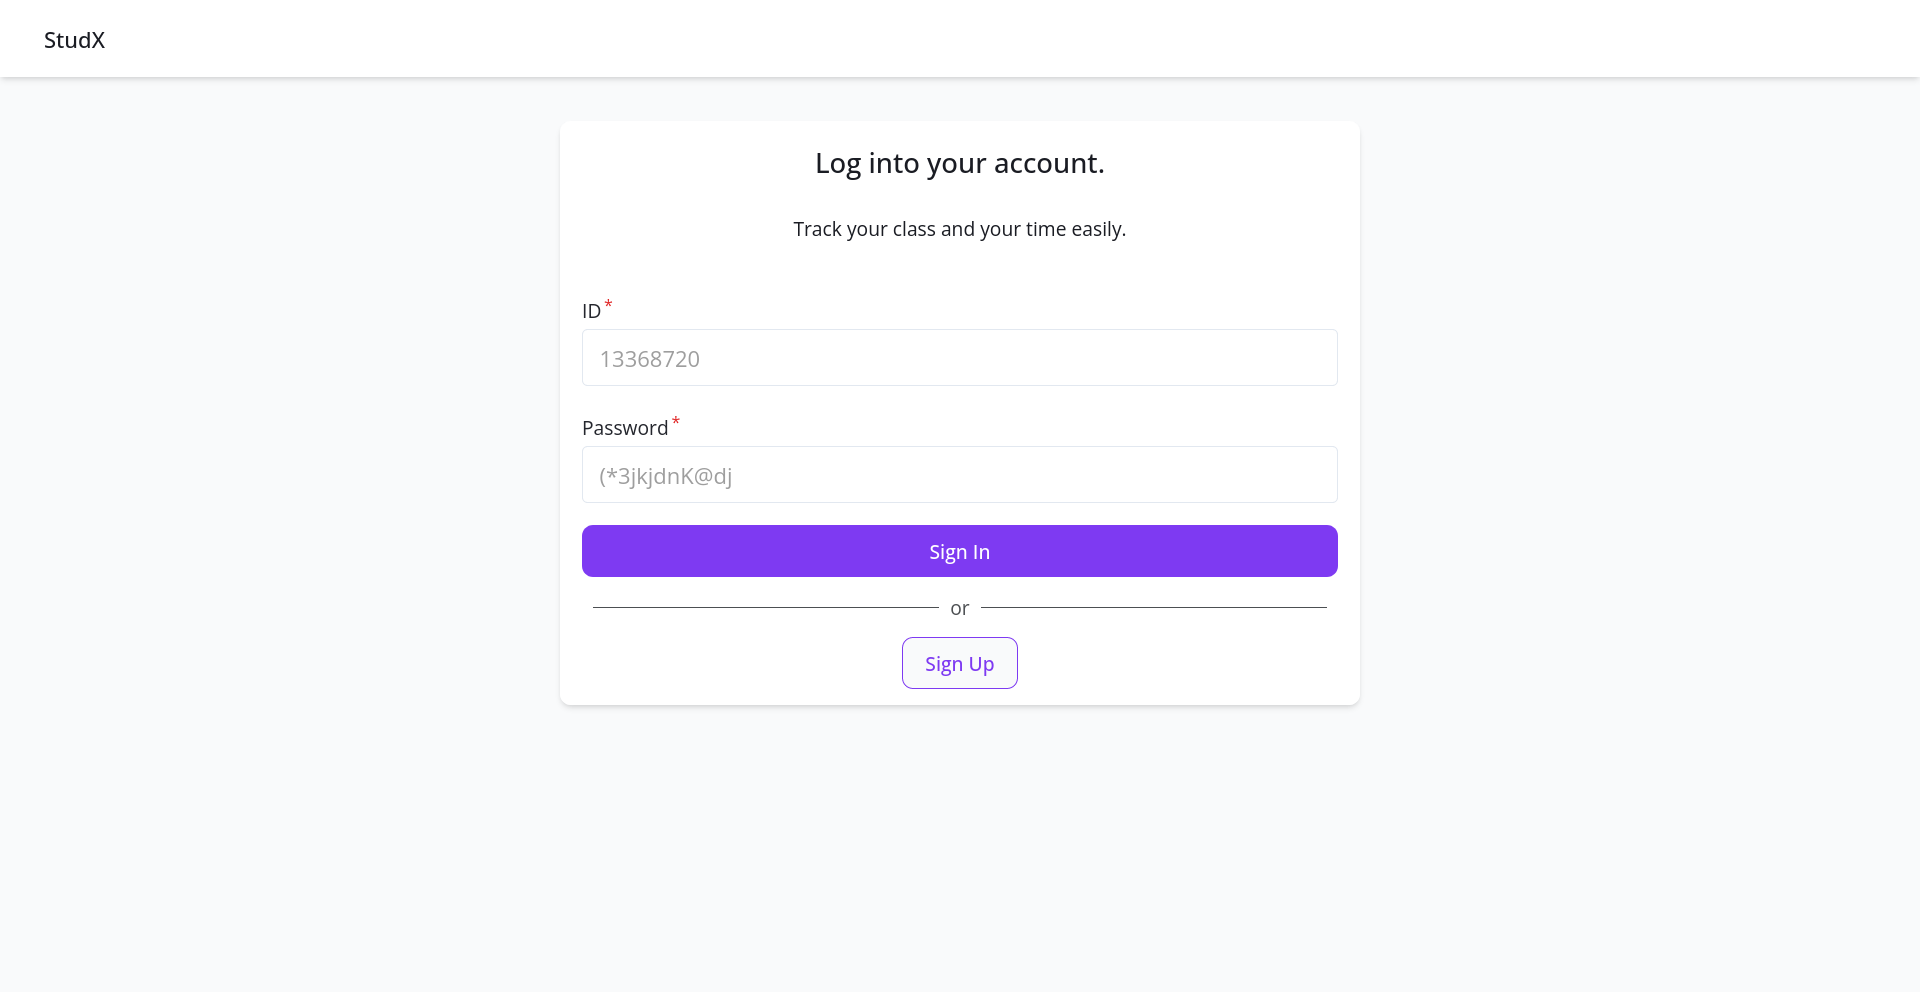 StudX
Log into your account.
Track your class and your time easily.
ID *
13368720
Password *
(*3jkjdnK@dj
Sign In
or
Sign Up